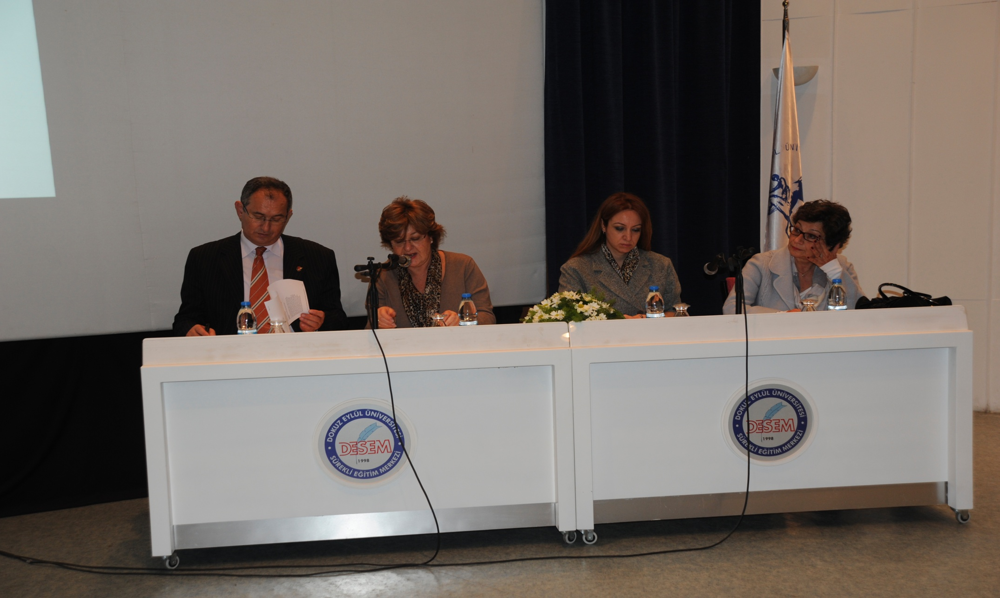 ÜNİ
DOKUZ EYLÜL ÜNİVERSİTESİ
DESEM
1998
SÜREKLİ EĞİTİM MERKEZİ
DOKUZ EYLÜL ÜNİVERSİTESİ
DESEM
1998
SÜREKLİ EĞİTİM MERKEZİ